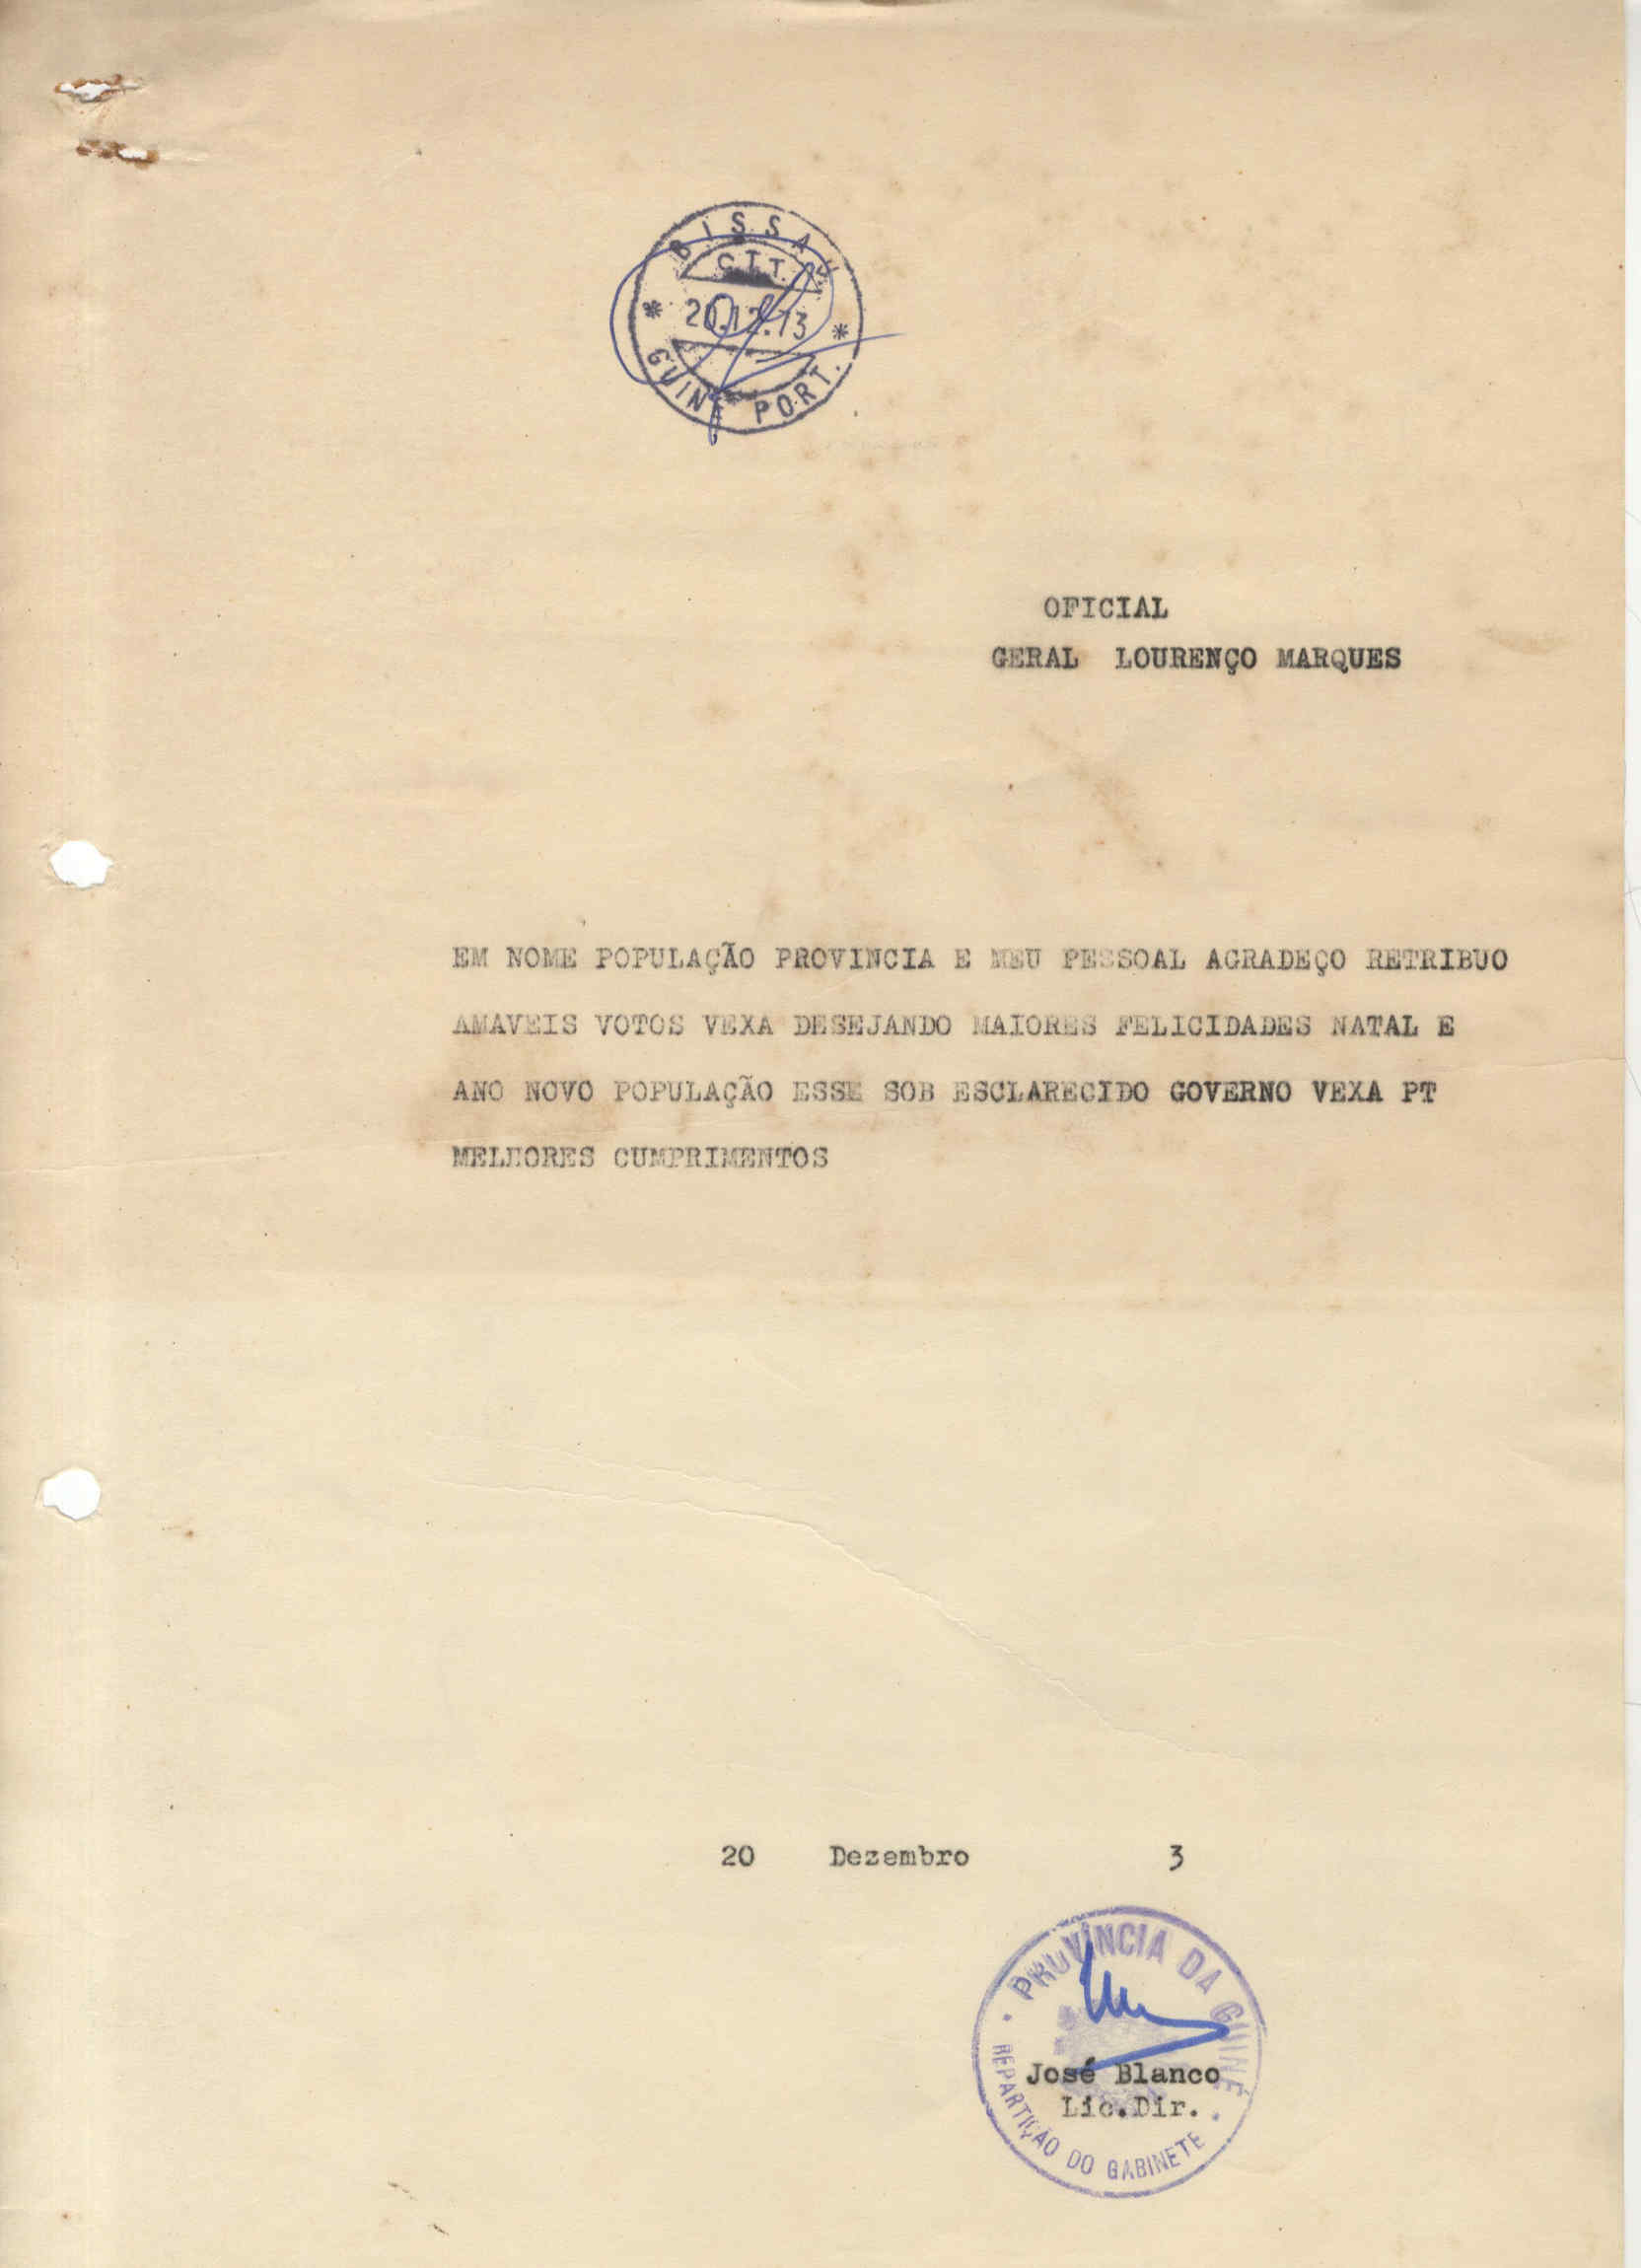 BISSAU
C.T.T.
20.12.73
GUINÉ PORT.
OFICIAL
GERAL LOURENÇO MARQUES
EM NOME POPULAÇÃO PROVINCIA E MEU PESSOAL AGRADEÇO RETRIBUO
AMAVEIS VOTOS VEXA DESEJANDO MAIORES FELICIDADES NATAL E
ANO NOVO POPULAÇÃO ESSE SOB ESCLARECIDO GOVERNO VEXA PT
MELHORES CUMPRIMENTOS
20 Dezembro 3
PROVÍNCIA DA GUINÉ
José Blanco
Lic.Dir.
REPARTIÇÃO DO GABINETE